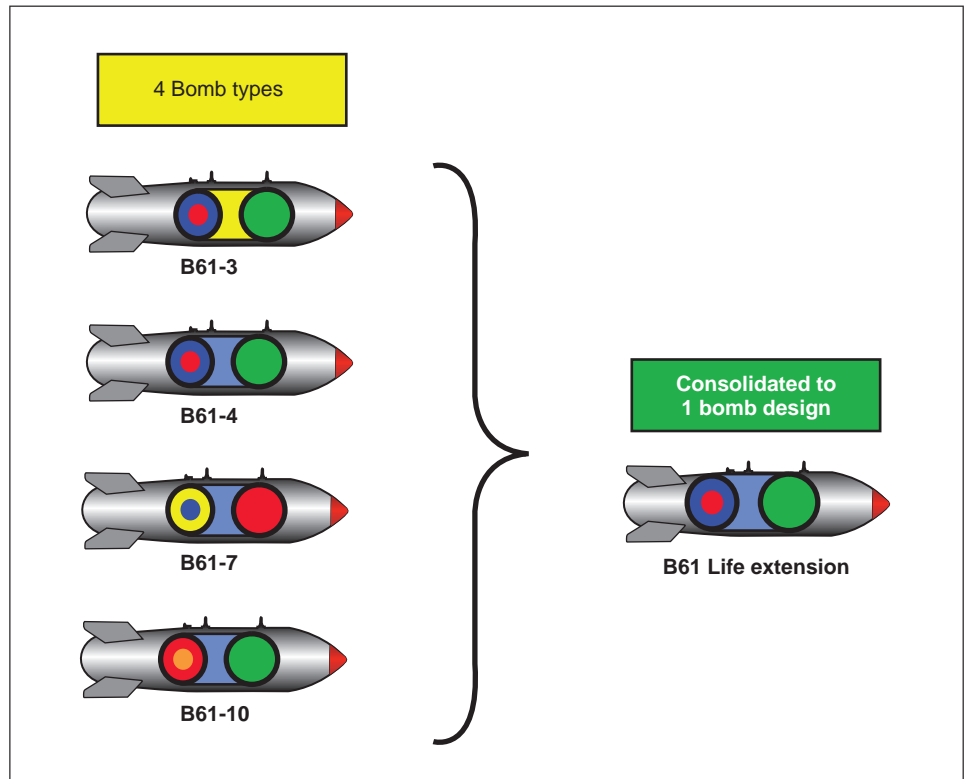 4 Bomb types
B61-3
B61-4
B61-7
B61-10
Consolidated to
1 bomb design
B61 Life extension